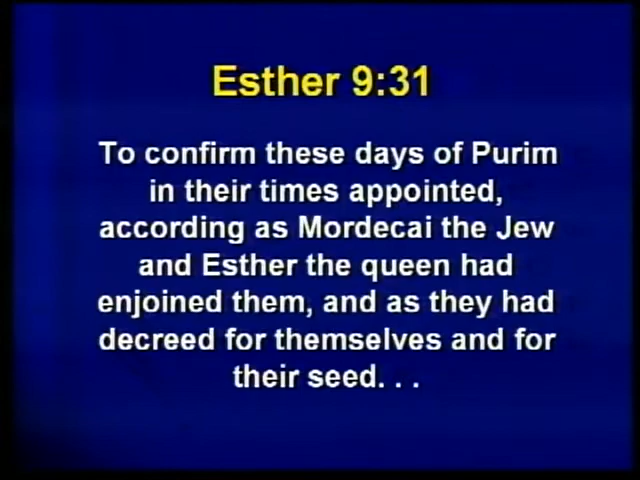 Esther 9:31
To confirm these days of Purim
in their times appointed,
according as Mordecai the Jew
and Esther the queen had
enjoined them, and as they had
decreed for themselves and for
their seed. . .